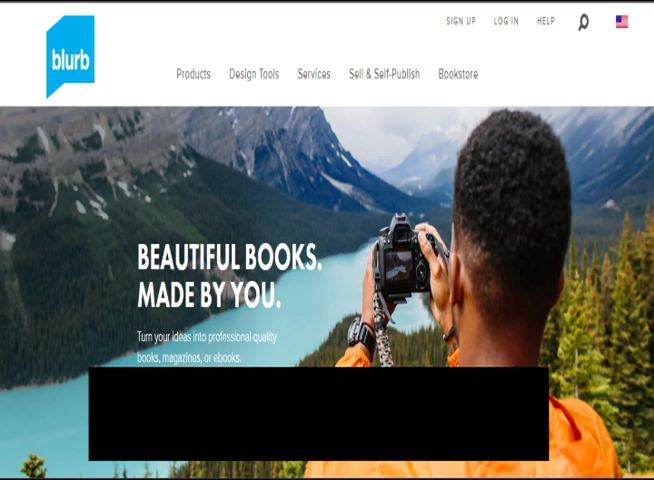 SIGN UP LOG IN HELP
blurb
Products Design Tools Services Sell & Self-Publish Bookstore
BEAUTIFUL BOOKS.
MADE BY YOU.
Turn your ideas into professional-quality
books, magazines, or ebooks.